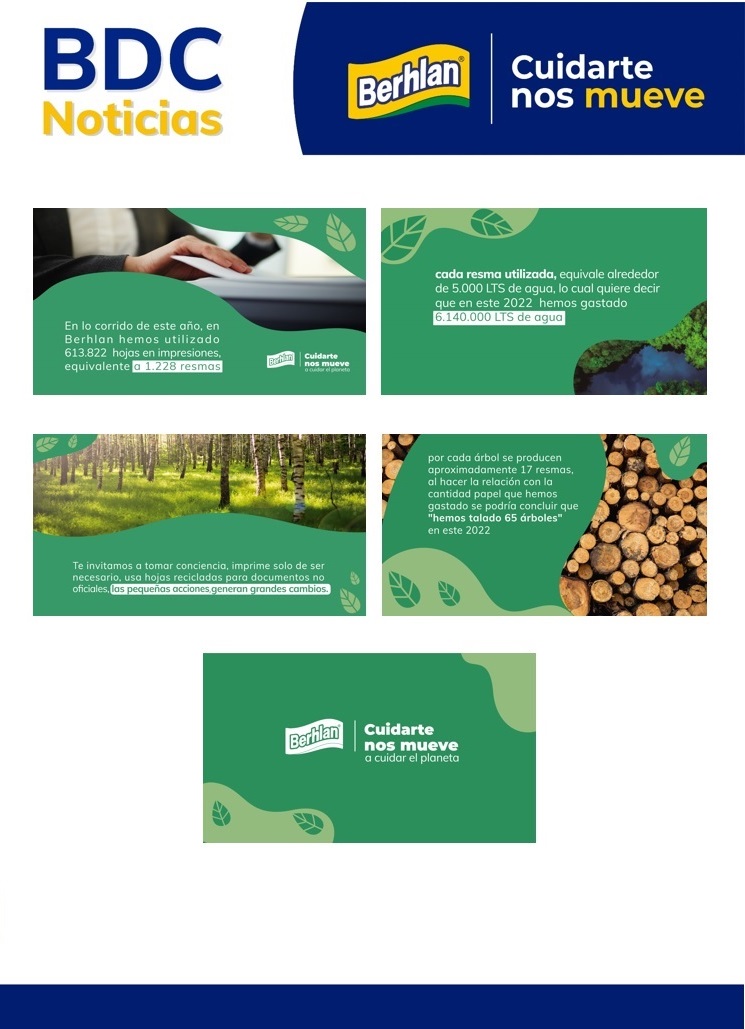 BDC
Noticias
Berhlan®
Cuidarte
nos mueve
En lo corrido de este año, en
Berhlan hemos utilizado
613.822 hojas en impresiones,
equivalente a 1.228 resmas
Berhlan
Cuidarte
nos mueve
a cuidar el planeta
cada resma utilizada, equivale alrededor
de 5.000 LTS de agua, lo cual quiere decir
que en este 2022 hemos gastado
6.140.000 LTS de agua
Te invitamos a tomar conciencia, imprime solo de ser
necesario, usa hojas recicladas para documentos no
oficiales, las pequeñas acciones generan grandes cambios.
por cada árbol se producen
aproximadamente 17 resmas,
al hacer la relación con la
cantidad papel que hemos
gastado se podría concluir que
"hemos talado 65 árboles"
en este 2022
Berhlan
Cuidarte
nos mueve
a cuidar el planeta